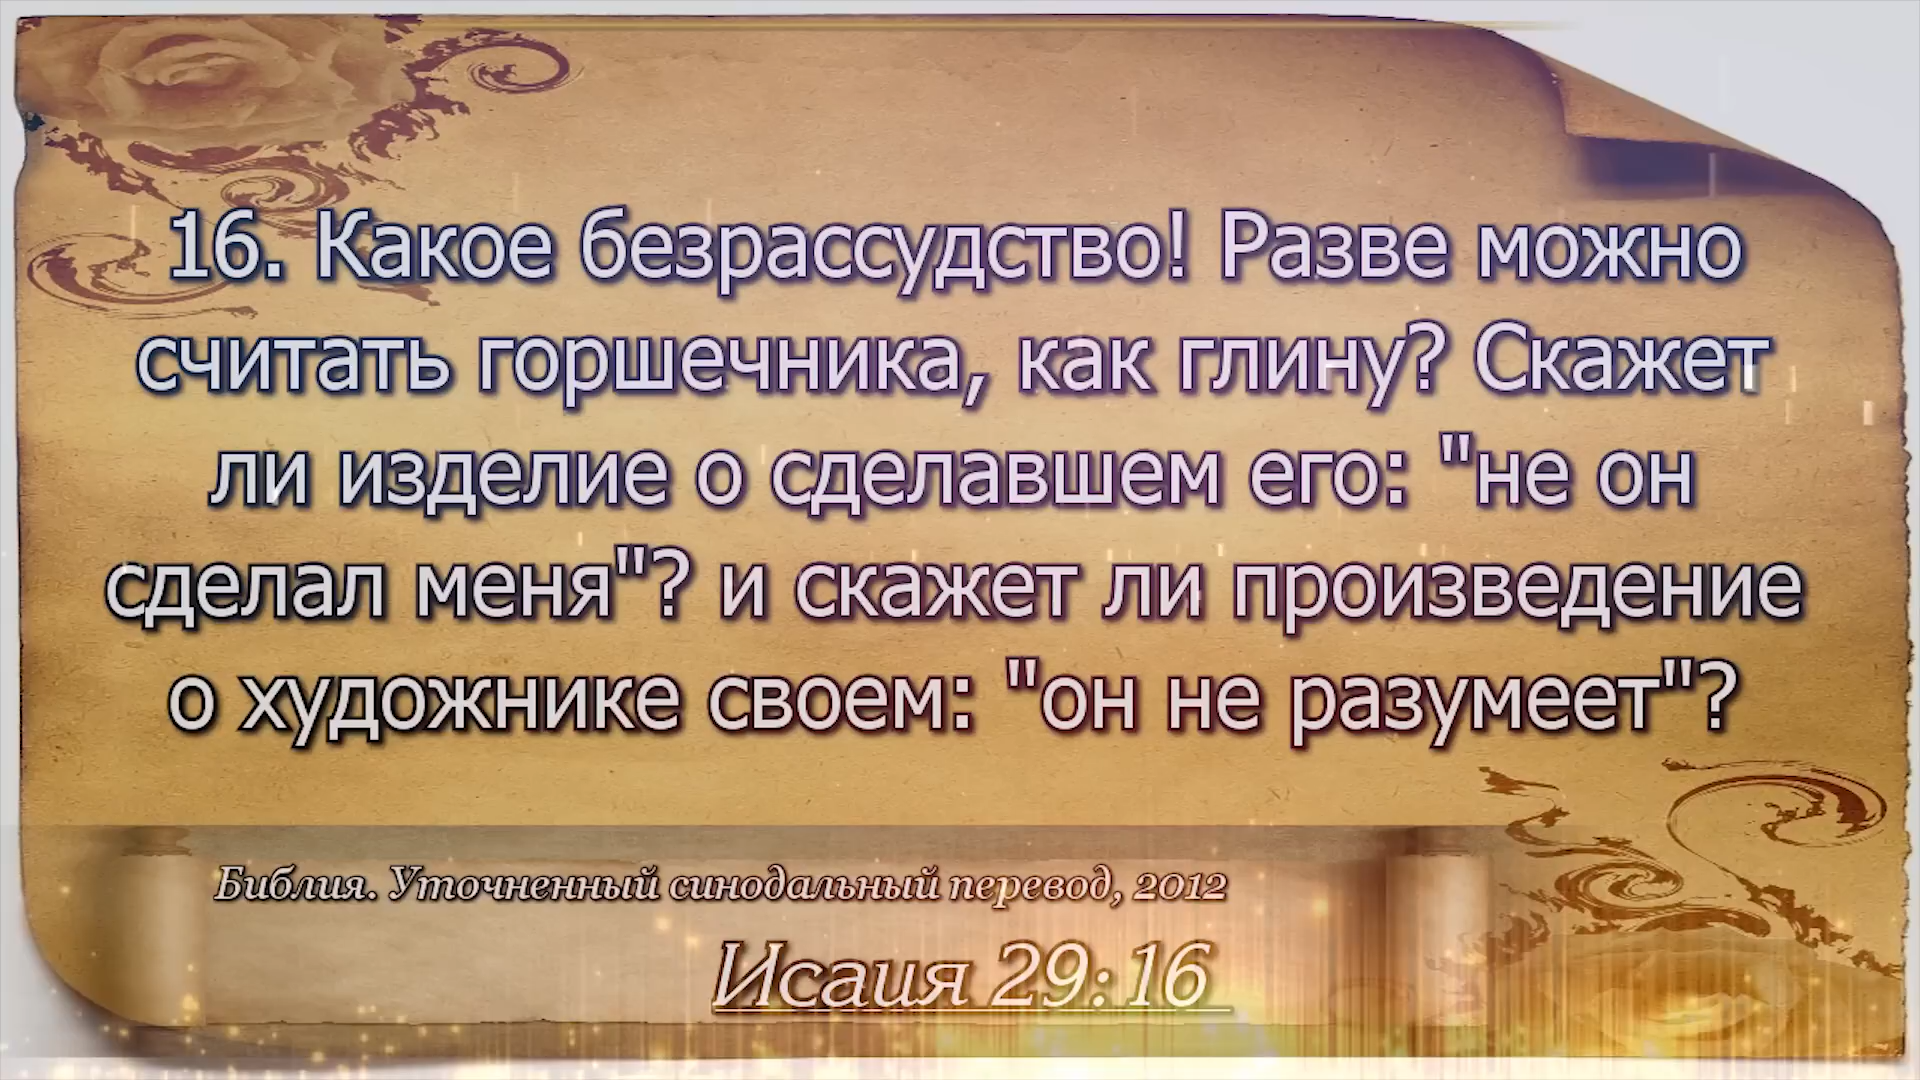 16. Какое безрассудство! Разве можно
считать горшечника, как глину? Скажет
ли изделие о сделавшем его: "не он
сделал меня"? и скажет ли произведение
о художнике своем: "он не разумеет"?
Библия. Уточненный синодальный перевод, 2012
Исаия 29:16